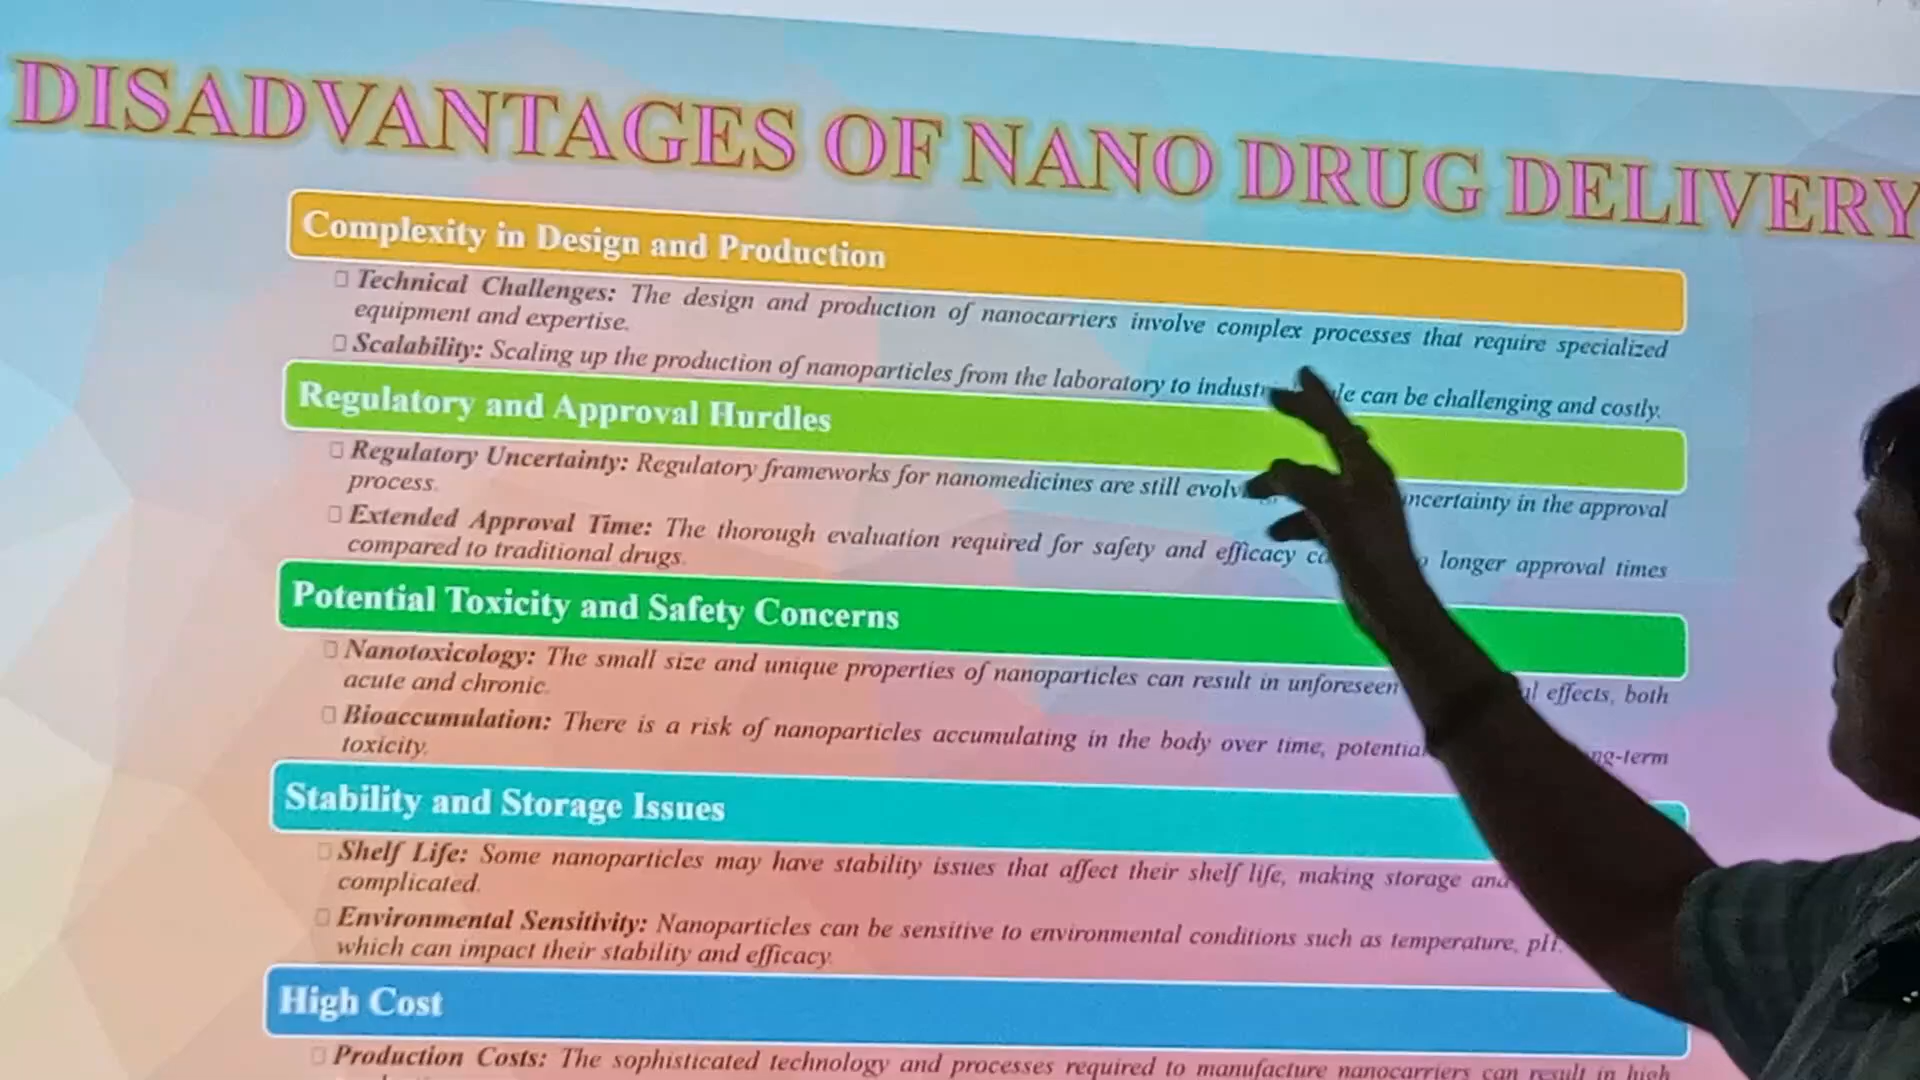 DISADVANTAGES OF NANO DRUG DELIVERY
Complexity in Design and Production
Technical Challenges: The design and production of nanocarriers involve complex processes that require specialized
equipment and expertise.
Scalability: Scaling up the production of nanoparticles from the laboratory to can be challenging and costly.
Regulatory and Approval Hurdles
Regulatory Uncertainty: Regulatory frameworks for nanomedicines are still in the approval
process.
Extended Approval Time: The thorough evaluation required for safety and efficacy longer approval times
compared to traditional drugs.
Potential Toxicity and Safety Concerns
Nanotoxicology: The small size and unique properties of nanoparticles can result in unforeseen effects, both
acute and chronic.
Bioaccumulation: There is a risk of nanoparticles accumulating in the body over time,
toxicity.
Stability and Storage Issues
Shelf Life: Some nanoparticles may have stability issues that affect their shelf life, making storage and
complicated.
Environmental Sensitivity: Nanoparticles can be sensitive to environmental conditions such as temperature, pH,
which can impact their stability and efficacy.
High Cost
Production Costs: The sophisticated technology and processes required to manufacture nanocarriers can result in high